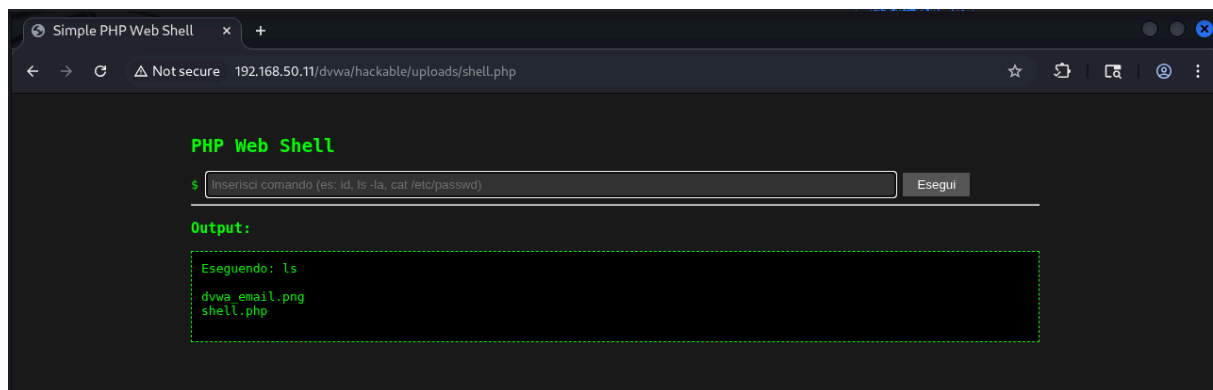 Simple PHP Web Shell
Not secure 192.168.50.11/dvwa/hackable/uploads/shell.php
PHP Web Shell
$ Inserisci comando (es: id, ls -la, cat /etc/passwd) Esegui
Output:
Eseguendo: ls
dvwa_email.png
shell.php